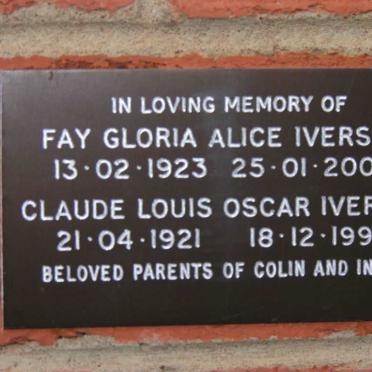 IN LOVING MEMORY OF
FAY GLORIA ALICE IVERS
13·02·1923 25·01·200
CLAUDE LOUIS OSCAR IVER
21·04·1921 18·12·199
BELOVED PARENTS OF COLIN AND IN